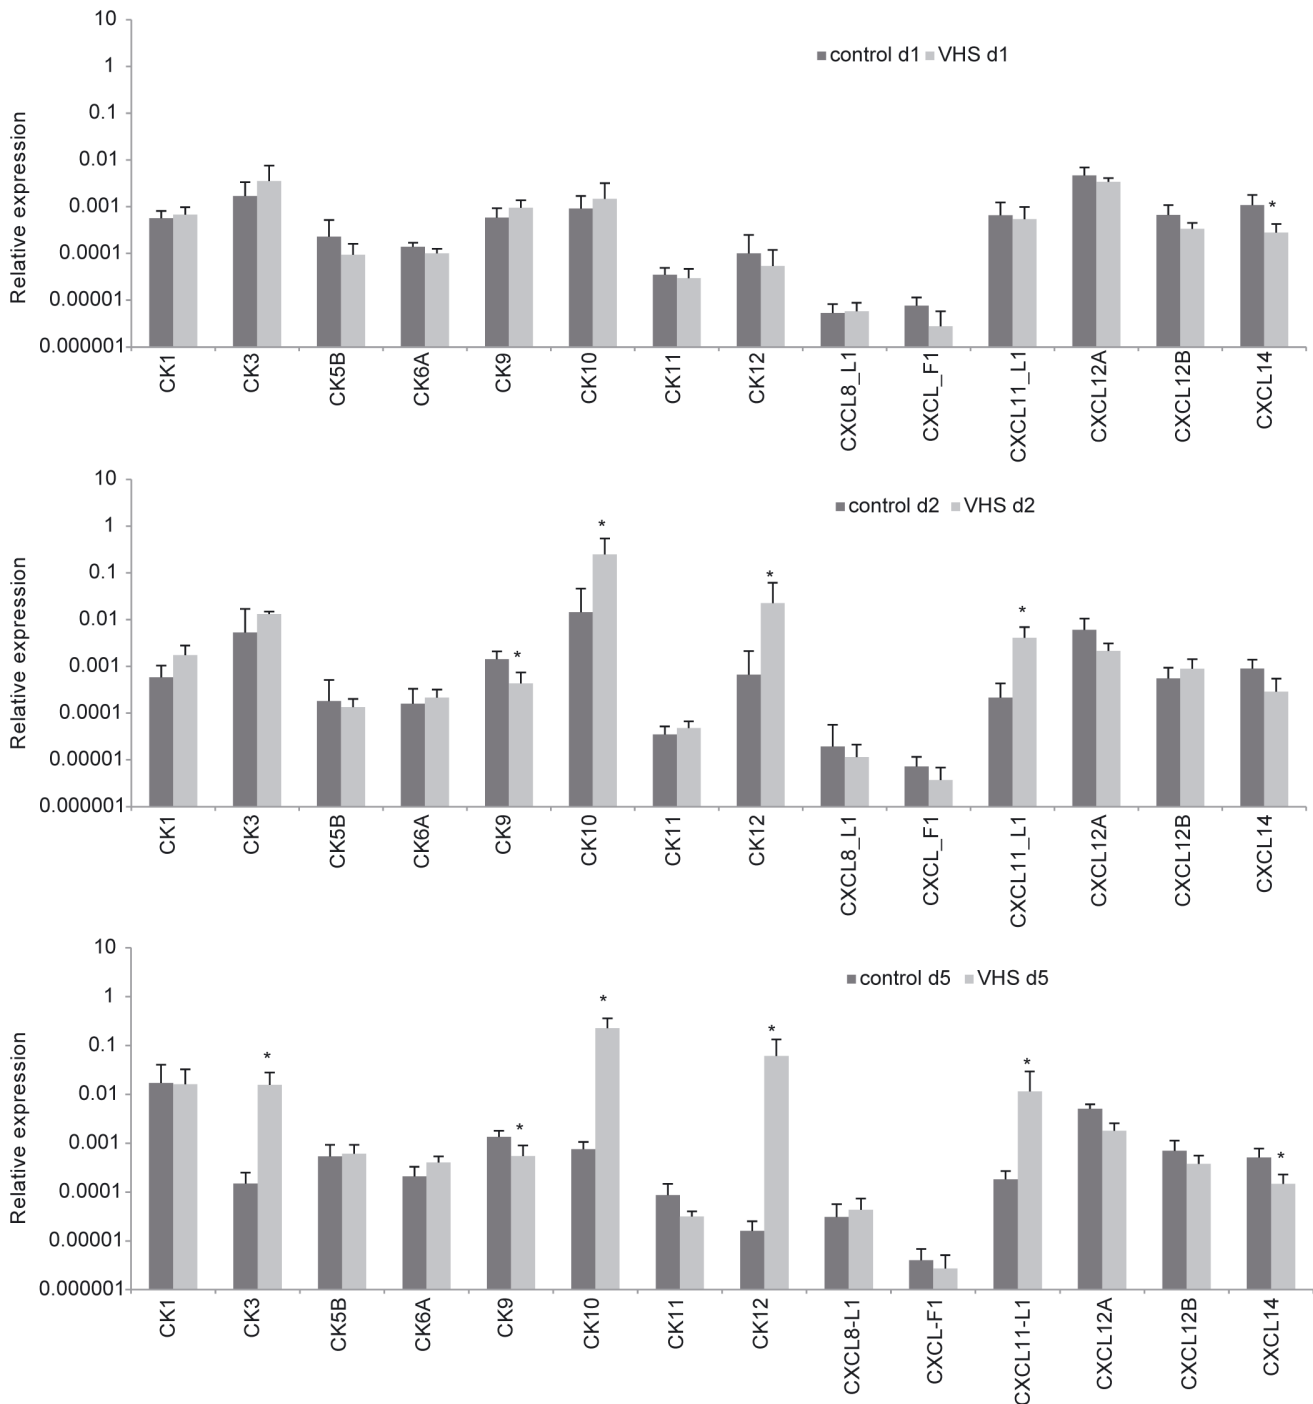 10
control d1 VHS d1
1
0.1
0.01
0.001
0.0001
0.00001
0.000001
Relative expression
* 
CK1 CK3 CK5B CK6A CK9 CK10 CK11 CK12 CXCL8_L1 CXCL_F1 CXCL11_L1 CXCL12A CXCL12B CXCL14
10
control d2 VHS d2
1
0.1
0.01
0.001
0.0001
0.00001
0.000001
Relative expression
* * * *
CK1 CK3 CK5B CK6A CK9 CK10 CK11 CK12 CXCL8_L1 CXCL_F1 CXCL11_L1 CXCL12A CXCL12B CXCL14
10
control d5 VHS d5
1
0.1
0.01
0.001
0.0001
0.00001
0.000001
Relative expression
* * * * * *
CK1 CK3 CK5B CK6A CK9 CK10 CK11 CK12 CXCL8-L1 CXCL-F1 CXCL11-L1 CXCL12A CXCL12B CXCL14